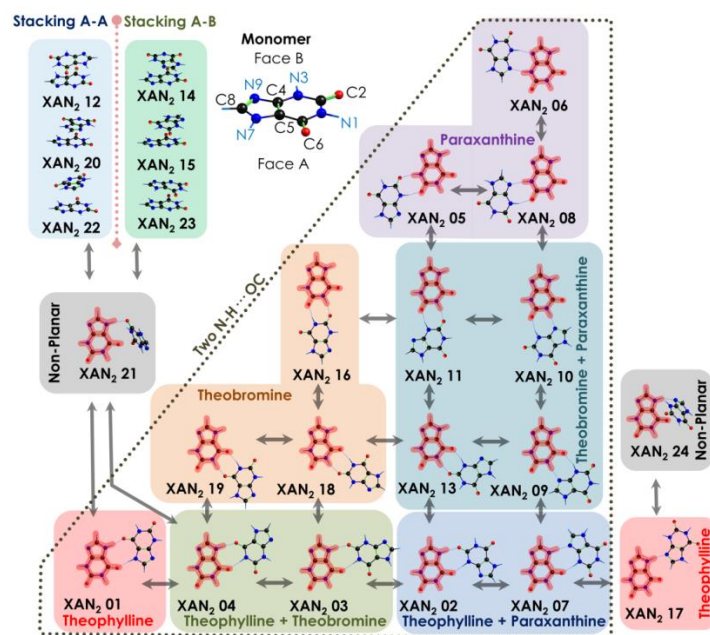 Stacking A-A
Stacking A-B
XAN2 12
XAN2 20
XAN2 22
XAN2 14
XAN2 15
XAN2 23
Monomer
Face B
N9
C4
N3
C2
C8
N1
N7
C5
C6
Face A
XAN2 06
Paraxanthine
XAN2 05
XAN2 08
Two N-H···OC
Non-Planar
XAN2 21
XAN2 16
XAN2 11
XAN2 10
Theobromine
Theobromine + Paraxanthine
XAN2 19
XAN2 18
XAN2 13
XAN2 09
XAN2 24
Non-Planar
XAN2 01
Theophylline
XAN2 04
XAN2 03
Theophylline + Theobromine
XAN2 02
XAN2 07
Theophylline + Paraxanthine
XAN2 17
Theophylline